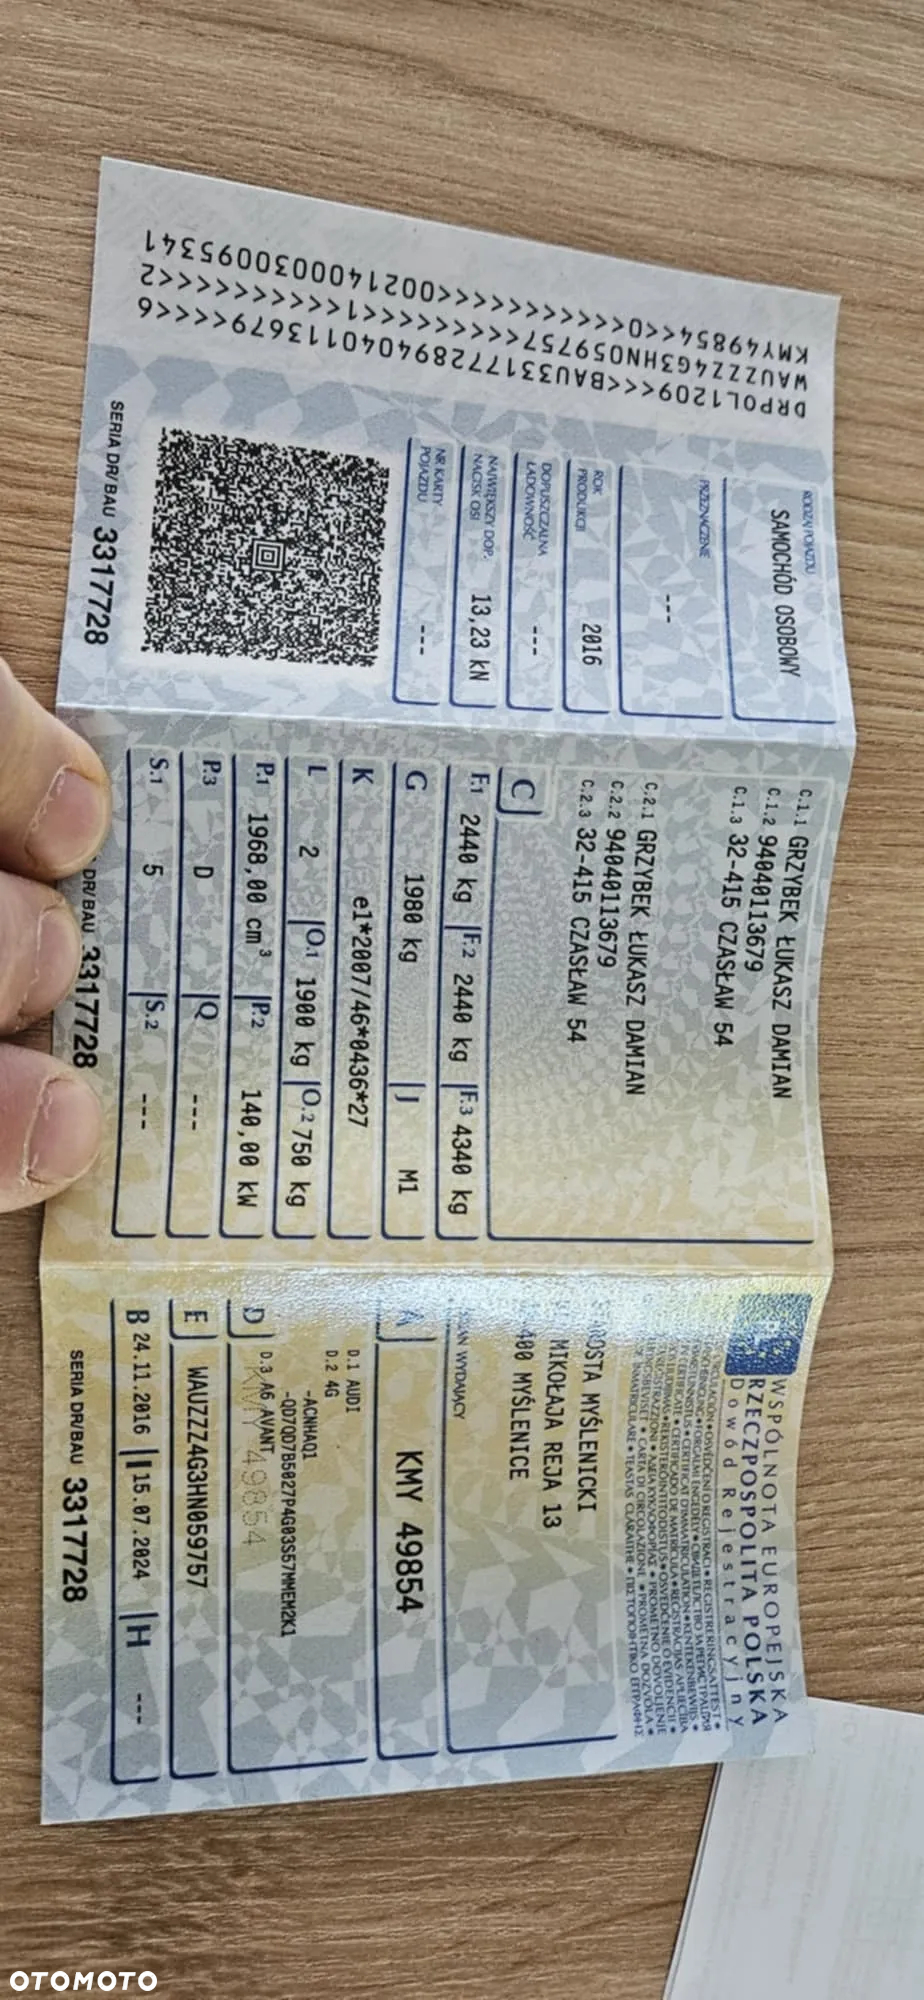 WSPÓLNOTA EUROPEJSKA
RZECZPOSPOLITA POLSKA
Dowód Rejestracyjny
MYŚLENICKI
MIKOŁAJA REJA 13
400 MYŚLENICE
WYDAJĄCY
A KMY 49854
D.1 AUDI
D.2 4G
-ACNHAQ1
-QD7QD7B5027P4G03S57MMEM2K1
D D.3 A6 AVANT
KMY 49854
E WAUZZZ4G3HN059757
B 24.11.2016 I 15.07.2024 H ---
SERIA DR/BAU 3317728
C.1.1 GRZYBEK ŁUKASZ DAMIAN
C.1.2 94040113679
C.1.3 32-415 CZASŁAW 54
C.2.1 GRZYBEK ŁUKASZ DAMIAN
C.2.2 94040113679
C.2.3 32-415 CZASŁAW 54
C
F.1 2440 kg F.2 2440 kg F.3 4340 kg
G 1980 kg J M1
K e1*2007/46*0436*27
L 2 O.1 1900 kg O.2 750 kg
P.1 1968,00 cm³ P.2 140,00 kW
P.3 D Q ---
S.1 5 S.2 ---
DR/BAU 3317728
RODZAJ POJAZDU
SAMOCHÓD OSOBOWY
PRZEZNACZENIE
---
ROK PRODUKCJI 2016
DOPUSZCZALNA ŁADOWNOŚĆ ---
NAJWIĘKSZY DOP. NACISK OSI 13,23 kN
NR KARTY POJAZDU ---
SERIA DR/BAU 3317728
DRPOL1209<<<BAU331772894040113679<<<<6
WAUZZZ4G3HN059757<<<<<<<<1<<<<<<<<<2
KMY49854<<0<<<<<<<<<<0021400030095341
OTOMOTO